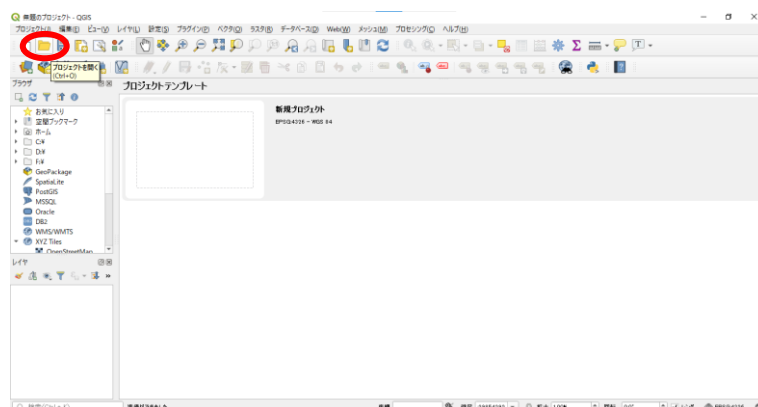 無題のプロジェクト - QGIS
プロジェクト(J) 編集(E) ビュー(V) レイヤ(L) 設定(S) プラグイン(P) ベクタ(O) ラスタ(R) データベース(D) Web(W) メッシュ(M) プロセシング(C) ヘルプ(H)
プロジェクトを開く
(Ctrl+O)
ブラウザ
プロジェクトテンプレート
お気に入り
空間ブックマーク
ホーム
C:¥
D:¥
F:¥
GeoPackage
SpatiaLite
PostGIS
MSSQL
Oracle
DB2
WMS/WMTS
XYZ Tiles
OpenStreetMap
新規プロジェクト
EPSG:4326 - WGS 84
レイヤ